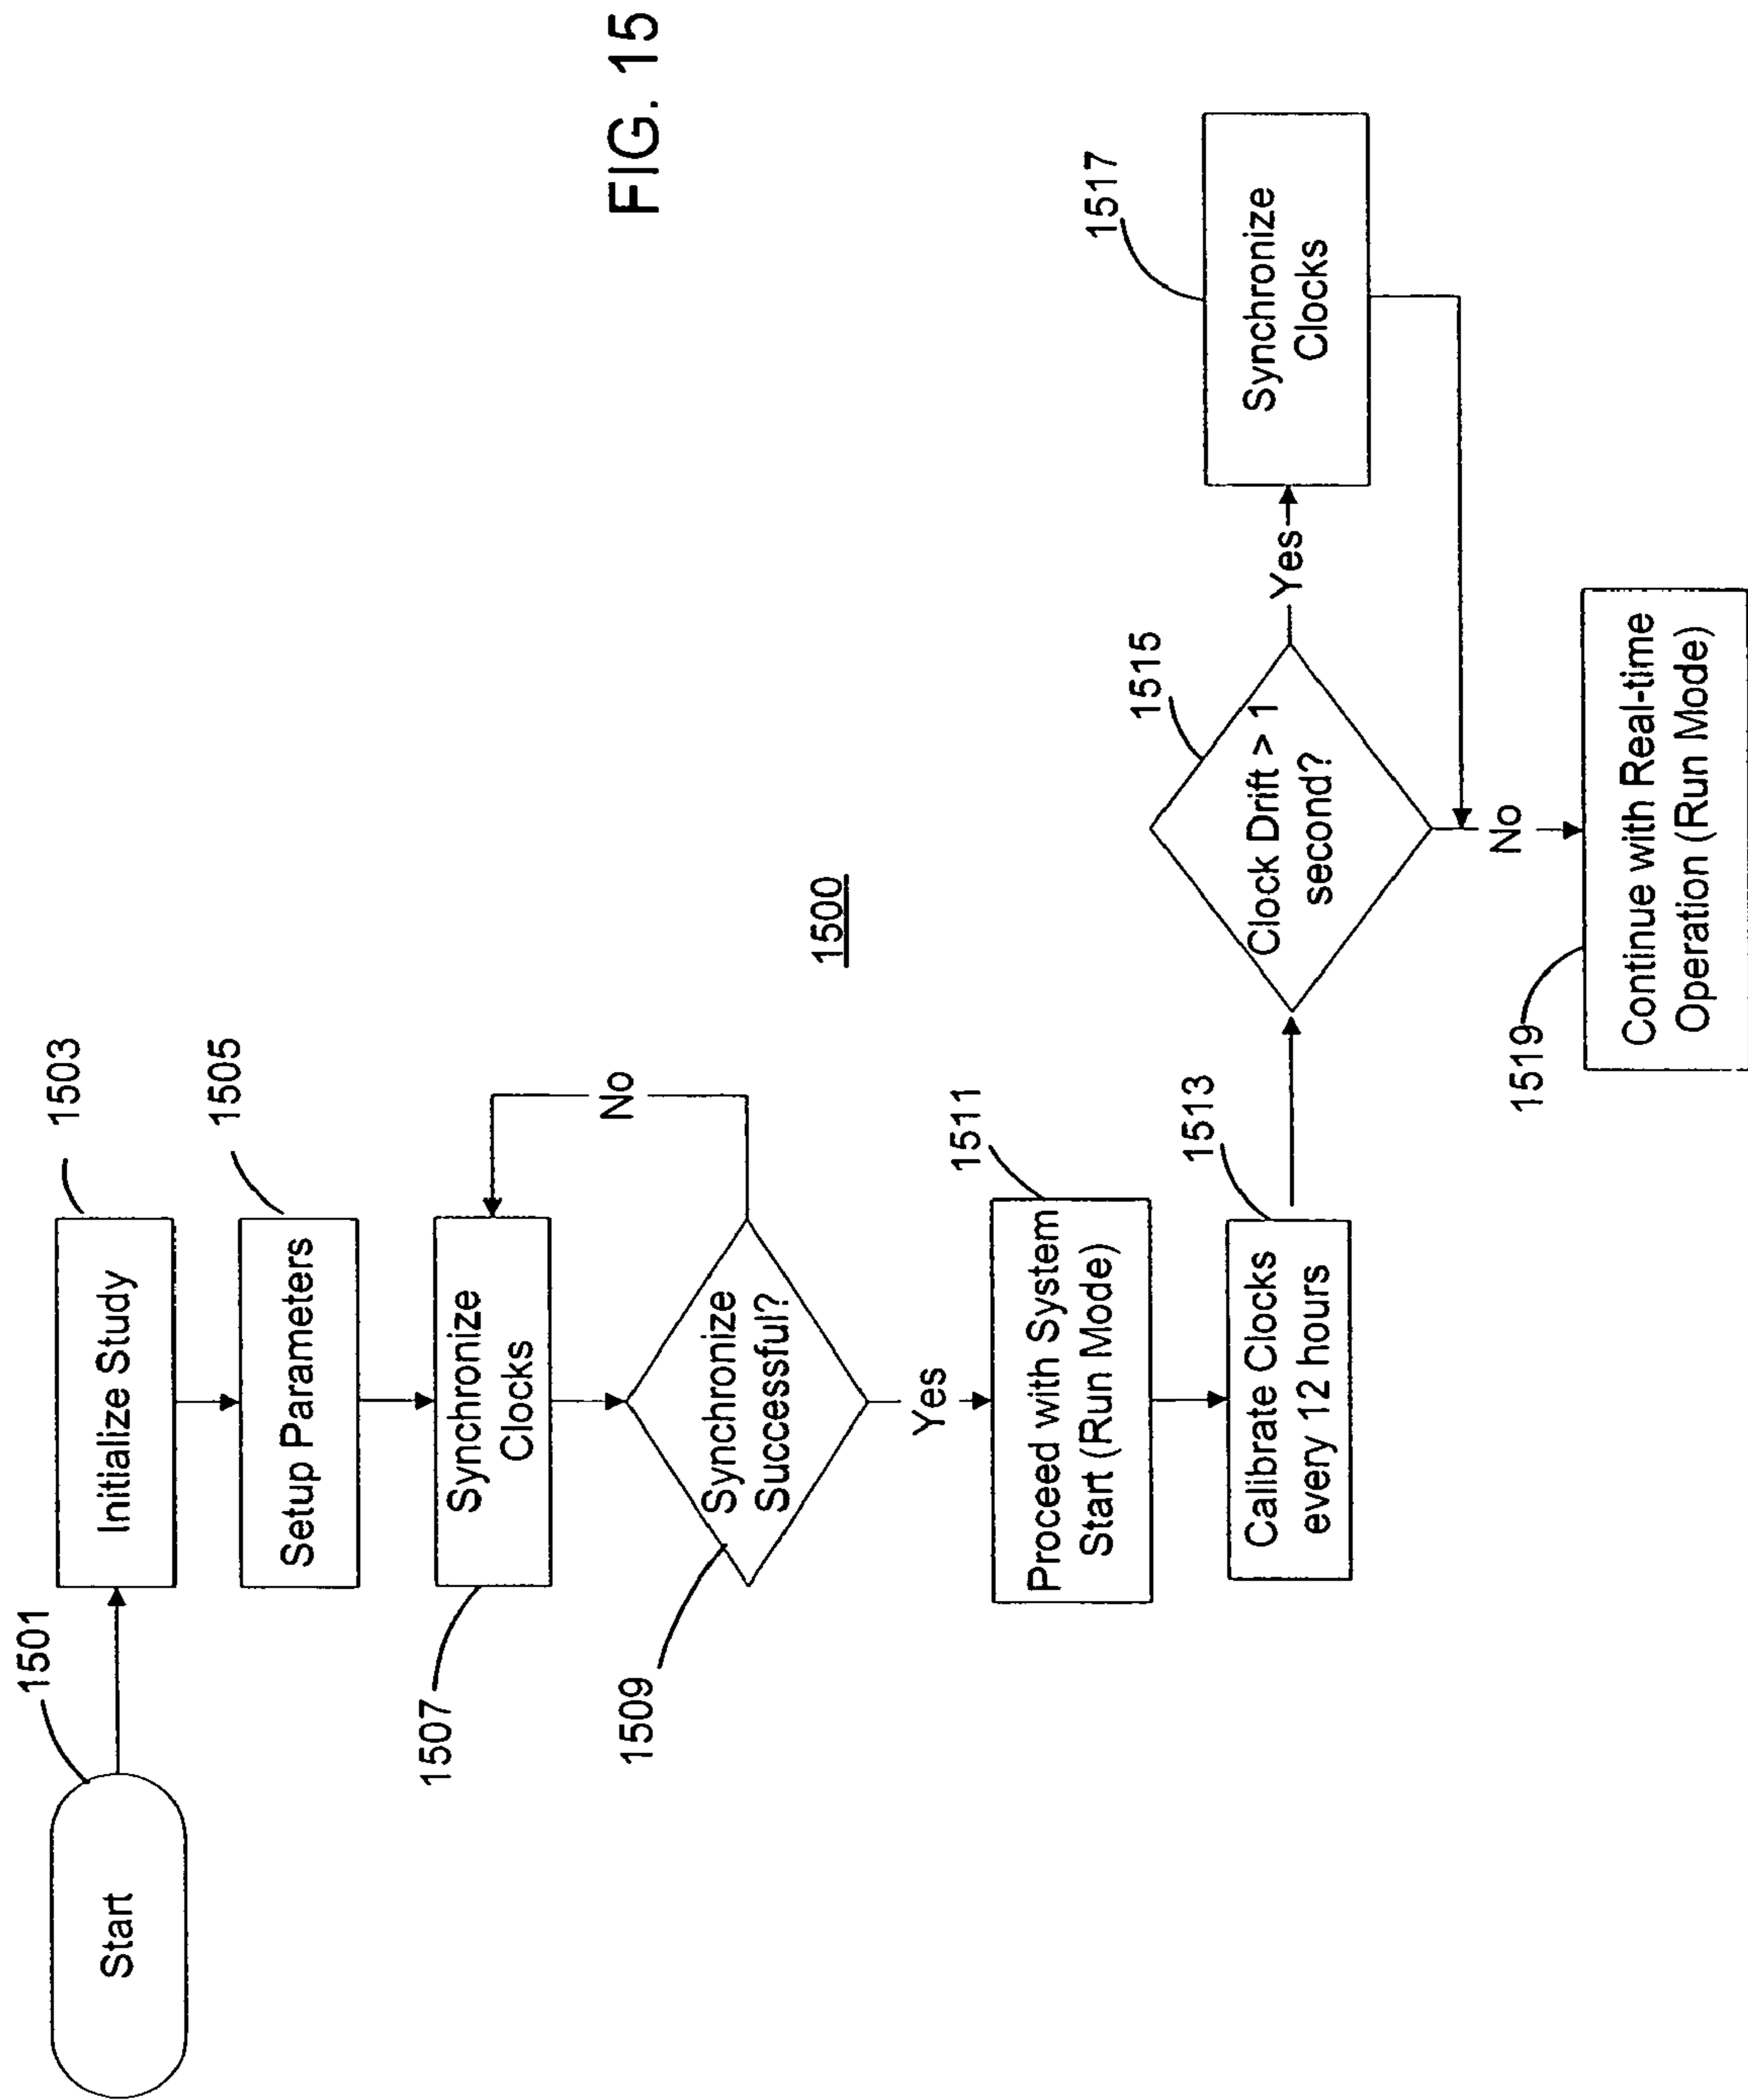 FIG. 15
1500
1501
Start
1503
Initialize Study
1505
Setup Parameters
1507
Synchronize
Clocks
No
1509
Synchronize
Successful?
Yes
1511
Proceed with System
Start (Run Mode)
1513
Calibrate Clocks
every 12 hours
1515
Clock Drift > 1
second?
Yes
1517
Synchronize
Clocks
No
1519
Continue with Real-time
Operation (Run Mode)